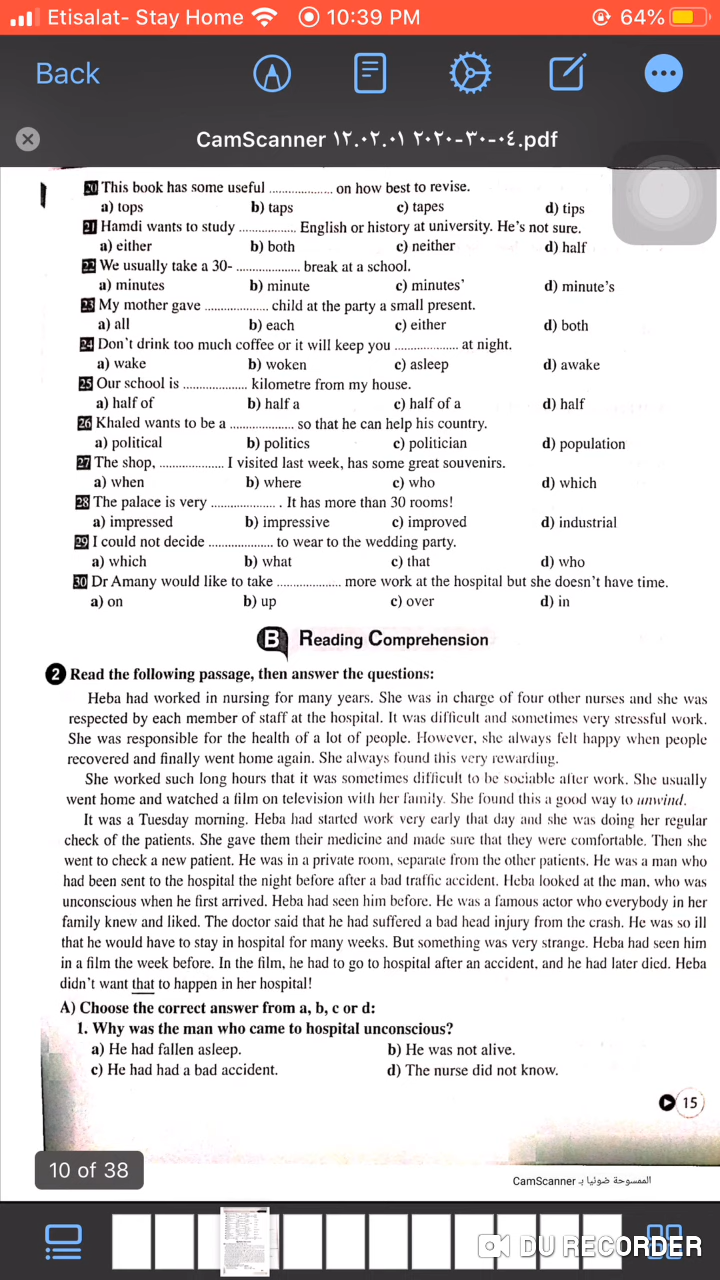 Etisalat- Stay Home 10:39 PM 64%
Back
CamScanner ١٢.٠٢.٠١ ٢٠٢٠-٣٠-٠٤.pdf
20 This book has some useful ................... on how best to revise.
a) tops b) taps c) tapes d) tips
21 Hamdi wants to study ................. English or history at university. He's not sure.
a) either b) both c) neither d) half
22 We usually take a 30- ................... break at a school.
a) minutes b) minute c) minutes' d) minute's
23 My mother gave ................... child at the party a small present.
a) all b) each c) either d) both
24 Don't drink too much coffee or it will keep you ................... at night.
a) wake b) woken c) asleep d) awake
25 Our school is ................... kilometre from my house.
a) half of b) half a c) half of a d) half
26 Khaled wants to be a ................... so that he can help his country.
a) political b) politics c) politician d) population
27 The shop, ................... I visited last week, has some great souvenirs.
a) when b) where c) who d) which
28 The palace is very ................... . It has more than 30 rooms!
a) impressed b) impressive c) improved d) industrial
29 I could not decide ................... to wear to the wedding party.
a) which b) what c) that d) who
30 Dr Amany would like to take ................... more work at the hospital but she doesn't have time.
a) on b) up c) over d) in
B Reading Comprehension
2 Read the following passage, then answer the questions:
Heba had worked in nursing for many years. She was in charge of four other nurses and she was
respected by each member of staff at the hospital. It was difficult and sometimes very stressful work.
She was responsible for the health of a lot of people. However, she always felt happy when people
recovered and finally went home again. She always found this very rewarding.
She worked such long hours that it was sometimes difficult to be sociable after work. She usually
went home and watched a film on television with her family. She found this a good way to unwind.
It was a Tuesday morning. Heba had started work very early that day and she was doing her regular
check of the patients. She gave them their medicine and made sure that they were comfortable. Then she
went to check a new patient. He was in a private room, separate from the other patients. He was a man who
had been sent to the hospital the night before after a bad traffic accident. Heba looked at the man, who was
unconscious when he first arrived. Heba had seen him before. He was a famous actor who everybody in her
family knew and liked. The doctor said that he had suffered a bad head injury from the crash. He was so ill
that he would have to stay in hospital for many weeks. But something was very strange. Heba had seen him
in a film the week before. In the film, he had to go to hospital after an accident, and he had later died. Heba
didn't want that to happen in her hospital!
A) Choose the correct answer from a, b, c or d:
1. Why was the man who came to hospital unconscious?
a) He had fallen asleep. b) He was not alive.
c) He had had a bad accident. d) The nurse did not know.
15
10 of 38
الممسوحة ضوئيا بـ CamScanner
DU RECORDER